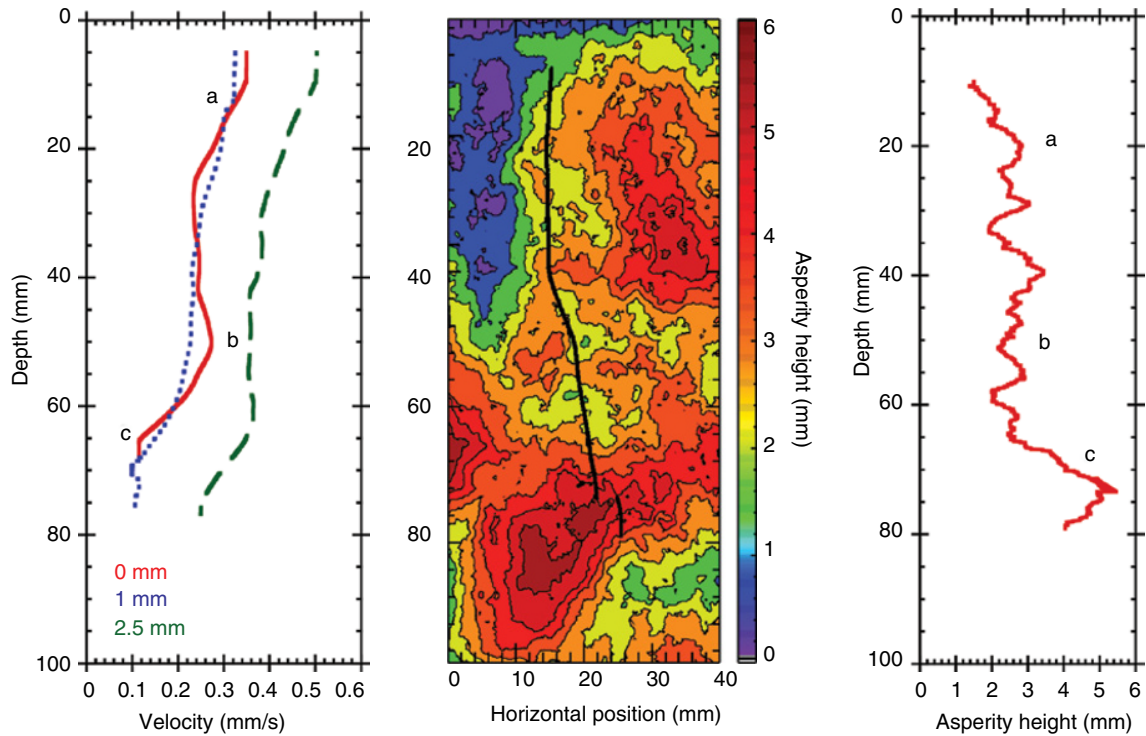 0
20
40
60
80
100
Depth (mm)
a
b
c
0 mm
1 mm
2.5 mm
0 0.1 0.2 0.3 0.4 0.5 0.6
Velocity (mm/s)
20
40
60
80
0 10 20 30 40
Horizontal position (mm)
6
5
4
3
2
1
0
Asperity height (mm)
0
20
40
60
80
100
Depth (mm)
a
b
c
0 1 2 3 4 5 6
Asperity height (mm)